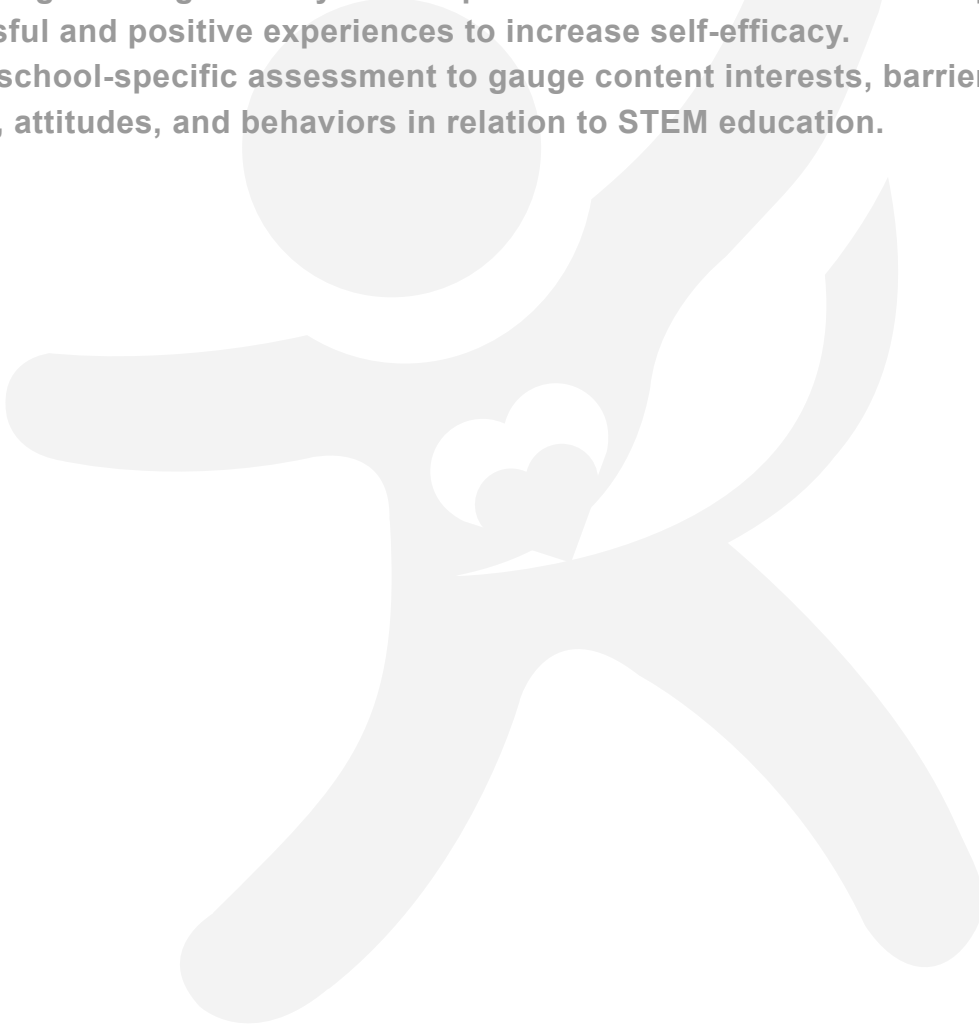 sful and positive experiences to increase self-efficacy.
school-specific assessment to gauge content interests, barrier
, attitudes, and behaviors in relation to STEM education.